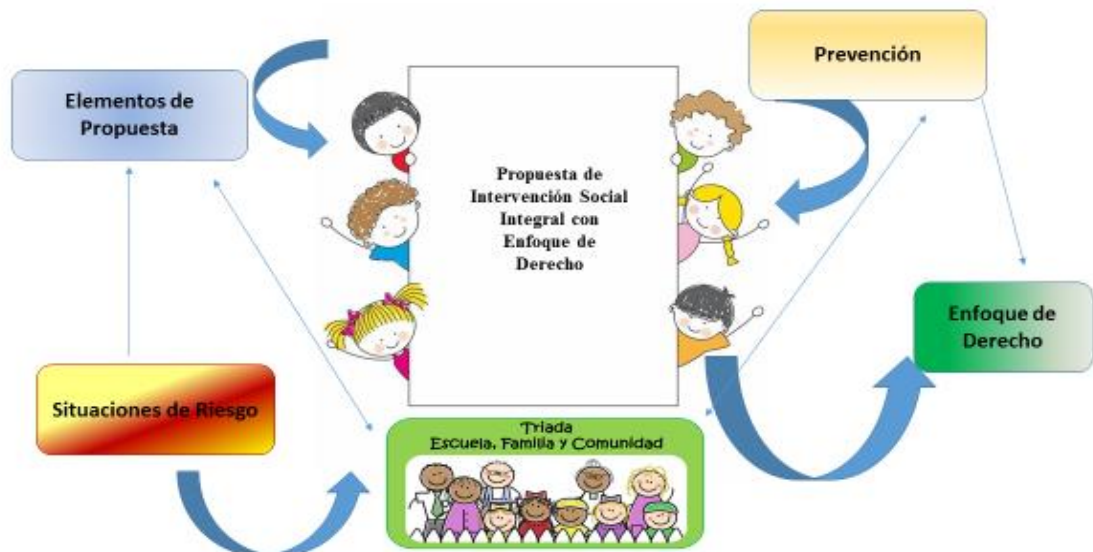 Prevención
Elementos de
Propuesta
Propuesta de
Intervención Social
Integral con
Enfoque de
Derecho
Enfoque de
Derecho
Situaciones de Riesgo
Triada
Escuela, Familia y Comunidad